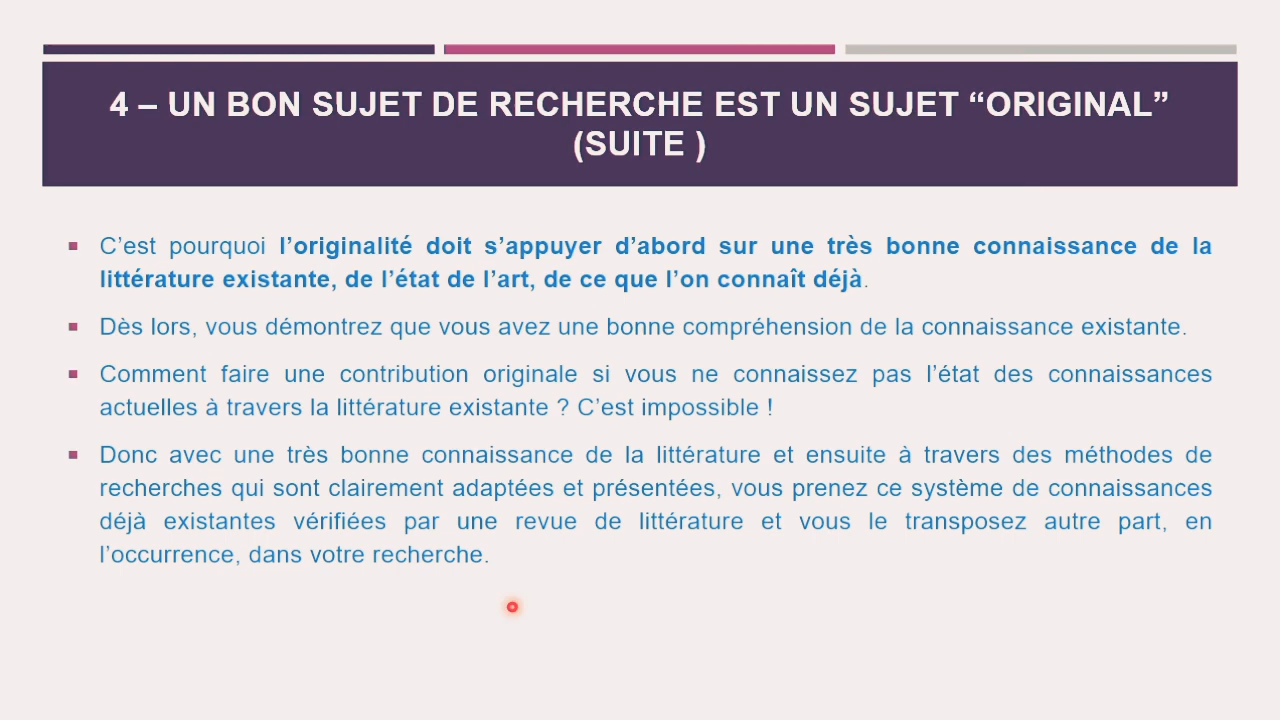 4 – UN BON SUJET DE RECHERCHE EST UN SUJET “ORIGINAL”
(SUITE )
C’est pourquoi l’originalité doit s’appuyer d’abord sur une très bonne connaissance de la
littérature existante, de l’état de l’art, de ce que l’on connaît déjà.
Dès lors, vous démontrez que vous avez une bonne compréhension de la connaissance existante.
Comment faire une contribution originale si vous ne connaissez pas l’état des connaissances
actuelles à travers la littérature existante ? C’est impossible !
Donc avec une très bonne connaissance de la littérature et ensuite à travers des méthodes de
recherches qui sont clairement adaptées et présentées, vous prenez ce système de connaissances
déjà existantes vérifiées par une revue de littérature et vous le transposez autre part, en
l’occurrence, dans votre recherche.